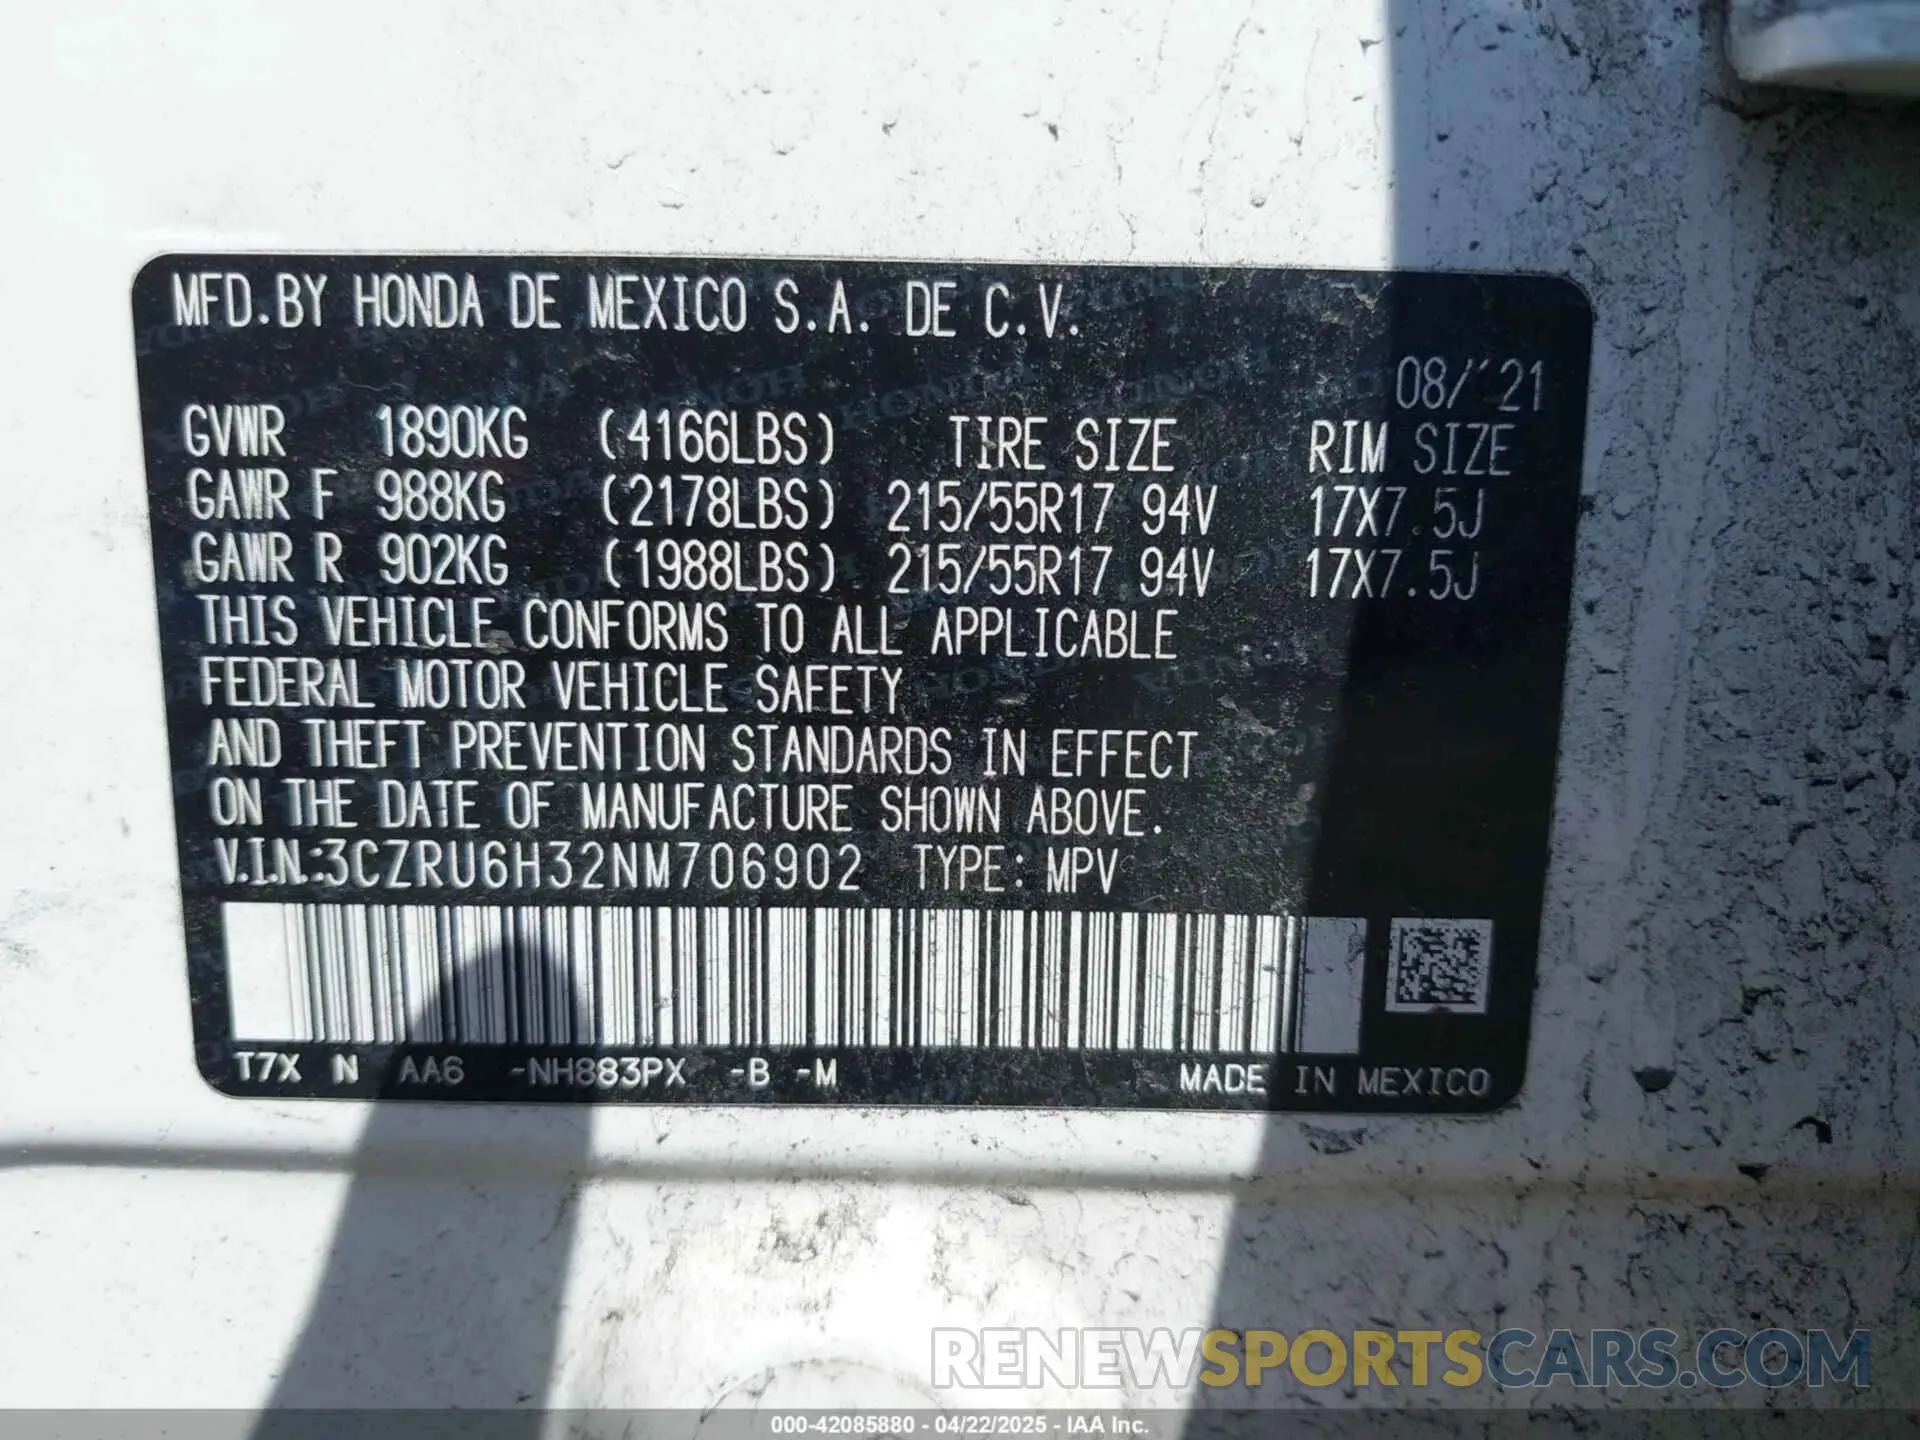 MFD.BY HONDA DE MEXICO S.A. DE C.V.
08/'21
GVWR 1890KG (4166LBS) TIRE SIZE RIM SIZE
GAWR F 988KG (2178LBS) 215/55R17 94V 17X7.5J
GAWR R 902KG (1988LBS) 215/55R17 94V 17X7.5J
THIS VEHICLE CONFORMS TO ALL APPLICABLE
FEDERAL MOTOR VEHICLE SAFETY
AND THEFT PREVENTION STANDARDS IN EFFECT
ON THE DATE OF MANUFACTURE SHOWN ABOVE.
V.I.N.:3CZRU6H32NM706902 TYPE: MPV
T7X N AA6 -NH883PX -B -M MADE IN MEXICO
RENEWSPORTSCARS.COM
000-42085880 - 04/22/2025 - IAA Inc.